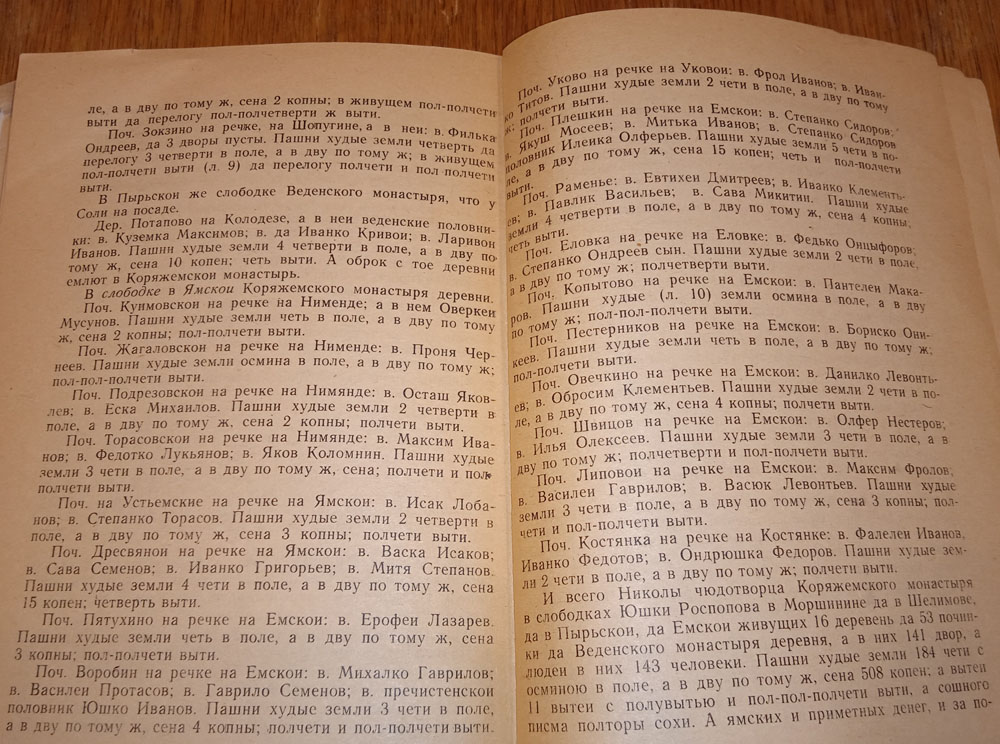 ле, а в дву по тому ж, сена 2 копны; в живущем пол-полчети
выти да перелогу пол-полчетверти ж выти.
Поч. Зокзино на речке, на Шопугине, а в неи: в. Филька
Ондреев, да 3 дворы пусты. Пашни худые земли четверть да
перелогу 3 четверти в поле, а в дву по тому ж; в живущем
пол-полчети выти (л. 9) да перелогу полчети и пол-полчети
выти.
В Пырьскои же слободке Веденского монастыря, что у
Соли на посаде.
Дер. Потапово на Колодезе, а в неи веденские половни-
ки: в. Куземка Максимов; в. да Иванко Кривои; в. Ларивон
Иванов. Пашни худые земли 4 четверти в поле, а в дву по
тому ж, сена 10 копен; четь выти. А оброк с тое деревни
емлют в Коряжемскои монастырь.
В слободке в Ямскои Коряжемского монастыря деревни.
Поч. Куимовскои на речке на Нименде; а в нем Оверкеи
Мусунов. Пашни худые земли четь в поле, а в дву по тому
ж, сена 2 копны; пол-полчети выти.
Поч. Жагаловскои на речке на Нименде: в. Проня Чер-
неев. Пашни худые земли осмина в поле, а в дву по тому ж;
пол-пол-полчети выти.
Поч. Подрезовскои на речке на Нимянде: в. Осташ Яков-
лев; в. Еска Михаилов. Пашни худые земли 2 четверти в
поле, а в дву по тому ж, сена 2 копны; полчети выти.
Поч. Торасовскои на речке на Нимянде: в. Максим Ива-
нов; в. Федотко Лукьянов; в. Яков Коломнин. Пашни худые
земли 3 чети в поле, а в дву по тому ж, сена; полчети и пол-
полчети выти.
Поч. на Устьемские на речке на Ямскои: в. Исак Лоба-
нов; в. Степанко Торасов. Пашни худые земли 2 четверти в
поле, а в дву по тому ж, сена 3 копны; полчети выти.
Поч. Дресвянои на речке на Ямскои: в. Васка Исаков;
в. Сава Семенов; в. Иванко Григорьев; в. Митя Степанов.
Пашни худые земли 4 чети в поле, а в дву по тому ж, сена
15 копен; четверть выти.
Поч. Пятухино на речке на Емскои: в. Ерофеи Лазарев.
Пашни худые земли четь в поле, а в дву по тому ж, сена
3 копны; пол-полчети выти.
Поч. Воробин на речке на Емскои: в. Михалко Гаврилов;
в. Василеи Протасов; в. Гаврило Семенов; в. пречистенскои
половник Юшко Иванов. Пашни худые земли 3 чети в поле,
а в дву по тому ж, сена 4 копны; полчети и пол-полчети выти.
Поч. Уково на речке на Уковои: в. Фрол Иванов; в. Иван-
ко Титов. Пашни худые земли 2 чети в поле, а в дву по тому
ж; полчети выти.
Поч. Плешкин на речке на Емскои: в. Степанко Сидоров;
в. Якуш Мосеев; в. Митька Иванов; в. Степанко Сидоров
половник Илеика Олферьев. Пашни худые земли 5 чети в по-
ле, а в дву по тому ж, сена 15 копен; четь и пол-полчети
выти.
Поч. Раменье: в. Евтихеи Дмитреев; в. Иванко Клементь-
ев; в. Павлик Васильев; в. Сава Микитин. Пашни худые
земли 4 четверти в поле, а в дву по тому ж, сена 4 копны;
четь выти.
Поч. Еловка на речке на Еловке: в. Федько Онцыфоров;
в. Степанко Ондреев сын. Пашни худые земли 2 чети в поле,
а в дву по тому ж; полчетверти выти.
Поч. Копытово на речке на Емскои: в. Пантелеи Мака-
ров. Пашни худые (л. 10) земли осмина в поле, а в дву
по тому ж; пол-пол-полчети выти.
Поч. Пестерников на речке на Емскои: в. Бориско Они-
кеев. Пашни худые земли четь в поле, а в дву по тому ж;
пол-полчети выти.
Поч. Овечкино на речке на Емскои: в. Данилко Левонть-
ев; в. Обросим Клементьев. Пашни худые земли 2 чети в по-
ле, а в дву по тому ж, сена 4 копны; полчети выти.
Поч. Швицов на речке на Емскои: в. Олфер Нестеров;
в. Илья Олексеев. Пашни худые земли 3 чети в поле, а в
дву по тому ж; полчетверти и пол-полчети выти.
Поч. Липовои на речке на Емскои: в. Максим Фролов;
в. Василеи Гаврилов; в. Васюк Левонтьев. Пашни худые
земли 3 четверти в поле, а в дву по тому ж, сена 3 копны; пол-
чети и пол-полчети выти.
Поч. Костянка на речке на Костянке: в. Фалелеи Иванов,
Иванко Федотов; в. Ондрюшка Федоров. Пашни худые зем-
ли 2 чети в поле, а в дву по тому ж; полчети выти.
И всего Николы чюдотворца Коряжемского монастыря
в слободках Юшки Роспопова в Моршинине да в Шелимове,
да в Пырьскои, да Емскои живущих 16 деревень да 53 почин-
ки да Веденского монастыря деревня, а в них 141 двор, а
людеи в них 143 человеки. Пашни худые земли 184 чети с
осминою в поле, а в дву по тому ж, сена 508 копен; а вытеи
11 вытеи с полувытью и пол-пол-полчети выти, а сошного
писма полторы сохи. А ямских и приметных денег, и за по-